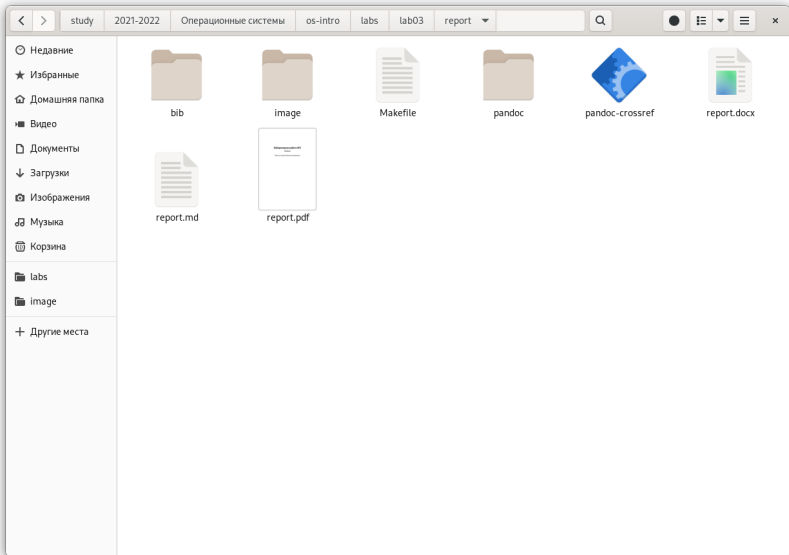 study 2021-2022 Операционные системы os-intro labs lab03 report
Недавние
Избранные
Домашняя папка
Видео
Документы
Загрузки
Изображения
Музыка
Корзина
labs
image
Другие места
bib image Makefile pandoc pandoc-crossref report.docx
report.md report.pdf